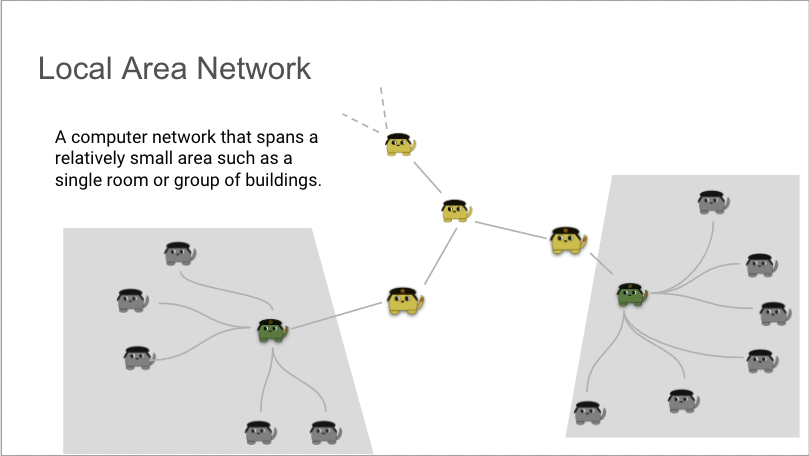 Local Area Network
A computer network that spans a
relatively small area such as a
single room or group of buildings.